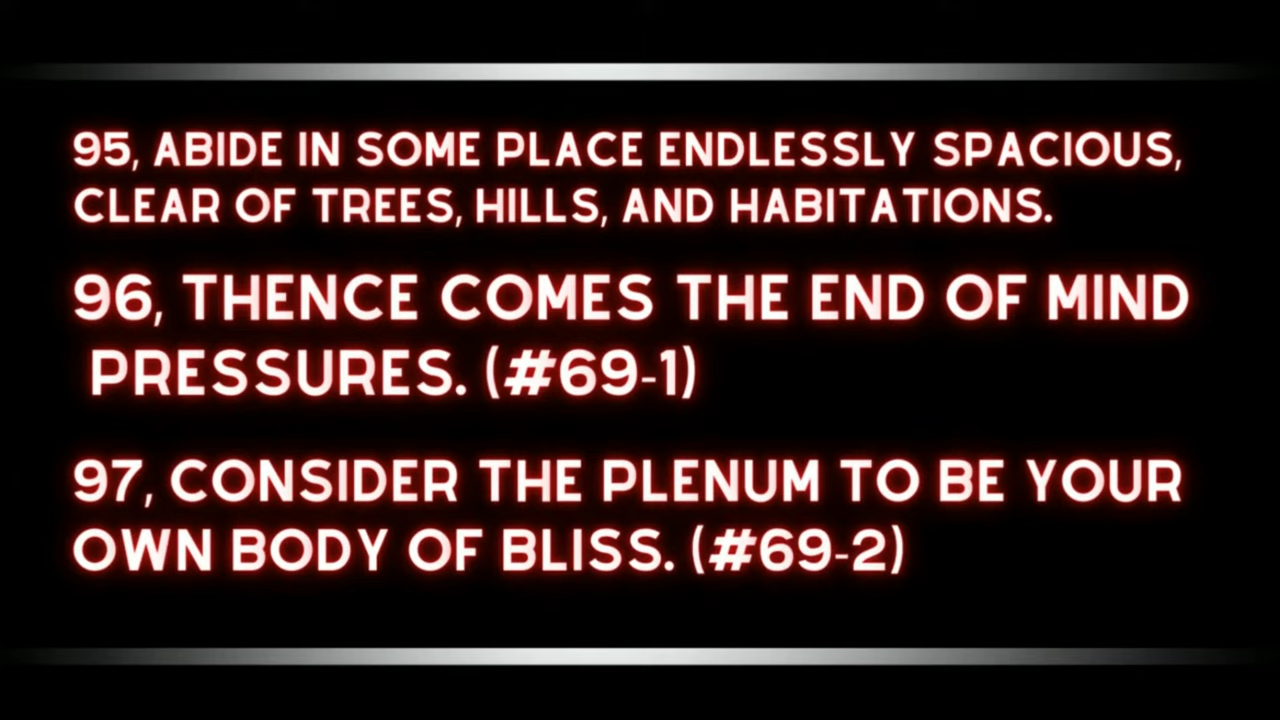 95, ABIDE IN SOME PLACE ENDLESSLY SPACIOUS,
CLEAR OF TREES, HILLS, AND HABITATIONS.
96, THENCE COMES THE END OF MIND
PRESSURES. (#69-1)
97, CONSIDER THE PLENUM TO BE YOUR
OWN BODY OF BLISS. (#69-2)